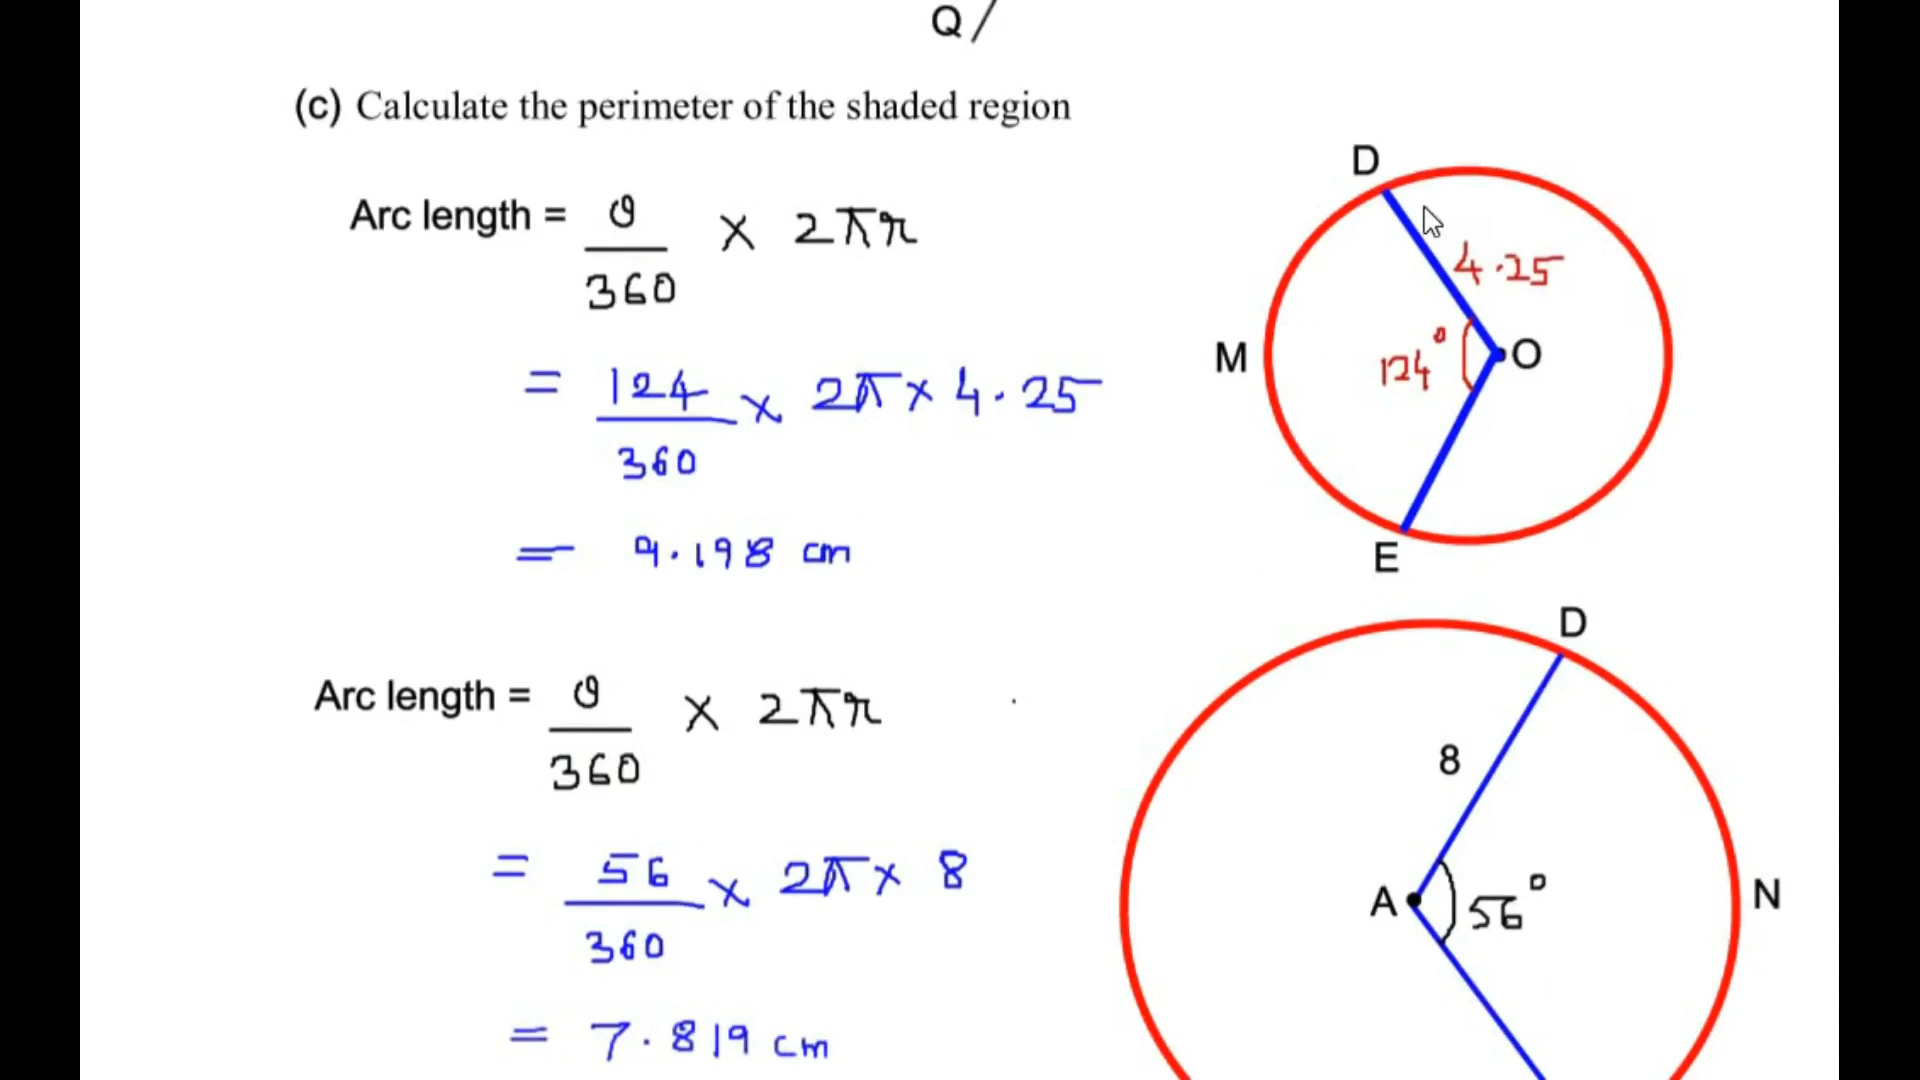 Q
(c) Calculate the perimeter of the shaded region
Arc length = θ/360 × 2πr
= 124/360 × 2π × 4.25
= 9.198 cm
D
4.25
M
124°
O
E
Arc length = θ/360 × 2πr
= 56/360 × 2π × 8
= 7.819 cm
D
8
A
56°
N